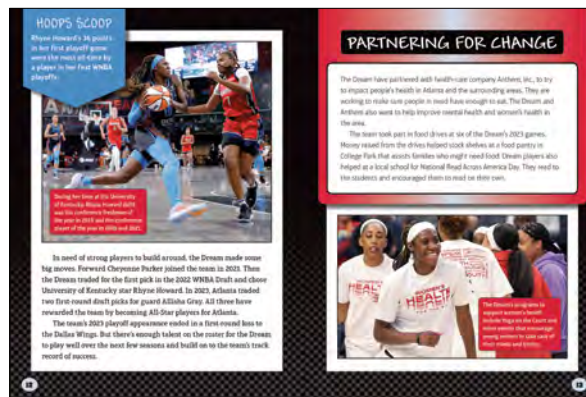 HOOPS SCOOP
Rhyne Howard's 36 points
in her first playoff game
were the most all-time by
a player in her first WNBA
playoffs.
During her time at the University
of Kentucky, Rhyne Howard
was the conference freshman of
the year in 2019 and the conference
player of the year in 2020 and 2021.
In need of strong players to build around, the Dream made some
big moves. Forward Cheyenne Parker joined the team in 2021. Then
the Dream traded for the first pick in the 2022 WNBA Draft and chose
University of Kentucky star Rhyne Howard. In 2023, Atlanta traded
two first-round draft picks for guard Allisha Gray. All three have
rewarded the team by becoming All-Star players for Atlanta.
The team's 2023 playoff appearance ended in a first-round loss to
the Dallas Wings. But there's enough talent on the roster for the Dream
to play well over the next few seasons and build on to the team's track
record of success.
12
PARTNERING FOR CHANGE
The Dream have partnered with health-care company Anthem, Inc., to try
to impact people's health in Atlanta and the surrounding areas. They are
working to make sure people in need have enough to eat. The Dream and
Anthem also want to help improve mental health and women's health in
the area.
The team took part in food drives at six of the Dream's 2023 games.
Money raised from the drives helped stock shelves at a food pantry in
College Park that assists families who might need food. Dream players also
helped at a local school for National Read Across America Day. They read to
the students and encouraged them to read on their own.
WOMEN'S
HEALTH
The Dream's programs to
support women's health
include Yoga on the Court and
other events that encourage
young women to take care of
their minds and bodies.
13